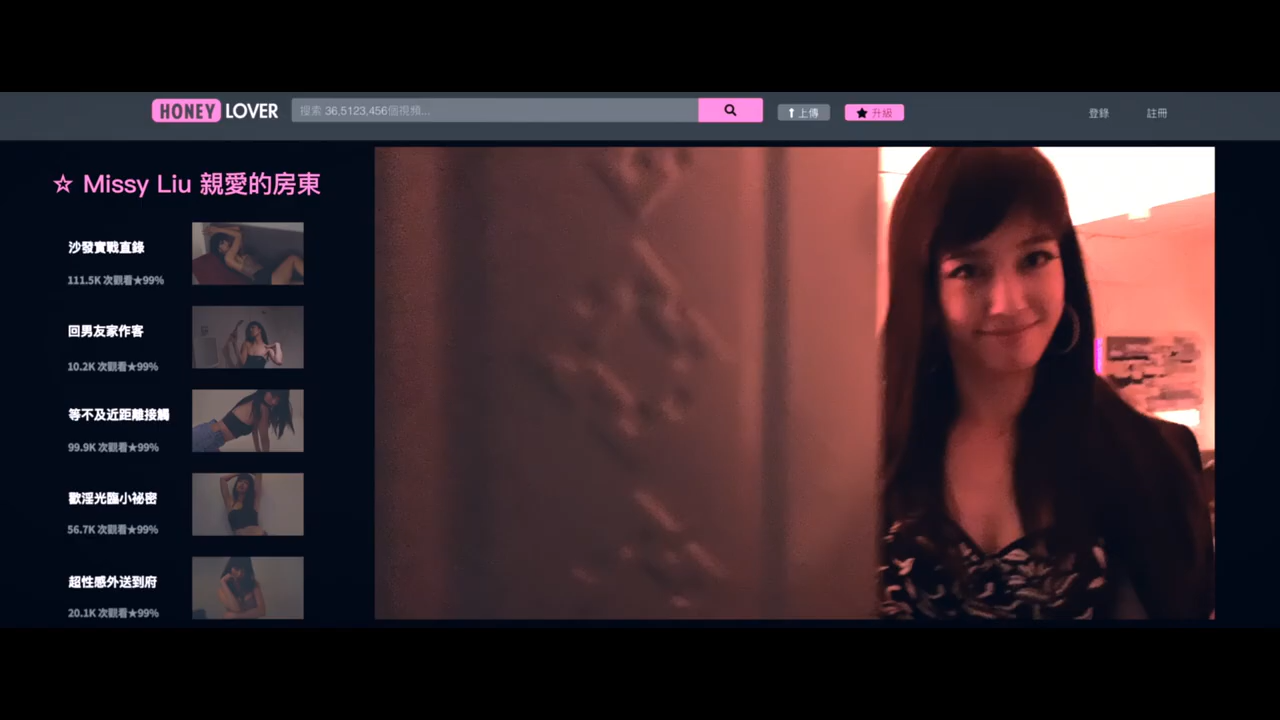 HONEY LOVER
搜索 36,5123,456個視頻...
上傳
升級
登錄
註冊
☆ Missy Liu 親愛的房東
沙發實戰直錄
111.5K 次觀看★99%
回男友家作客
10.2K 次觀看★99%
等不及近距離接觸
99.9K 次觀看★99%
歡淫光臨小祕密
56.7K 次觀看★99%
超性感外送到府
20.1K 次觀看★99%